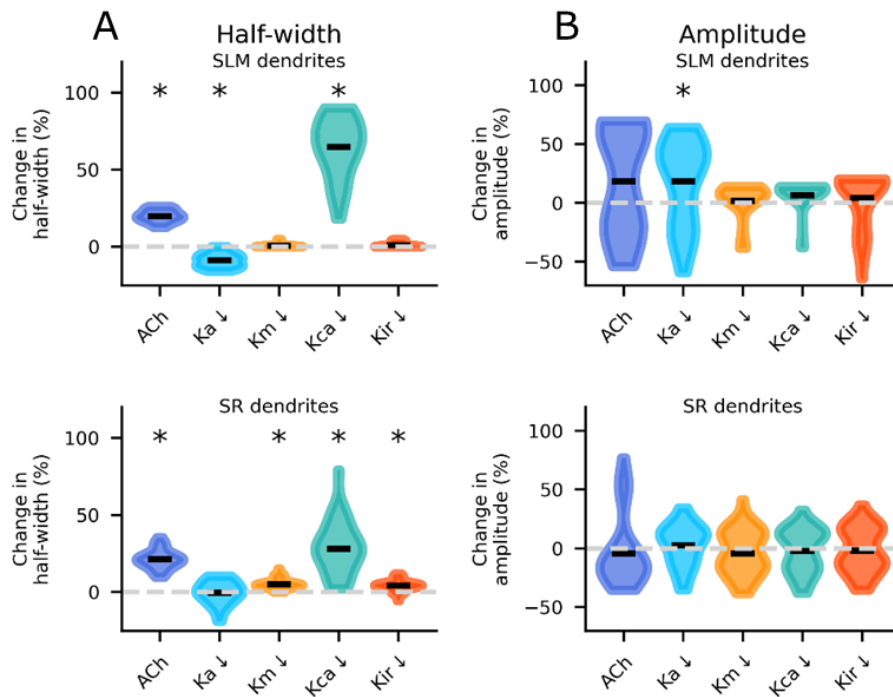 A
Half-width
SLM dendrites
Change in
half-width (%)
100
50
0
* * *
ACh Ka ↓ Km ↓ Kca ↓ Kir ↓
B
Amplitude
SLM dendrites
Change in
amplitude (%)
100
50
0
−50
*
ACh Ka ↓ Km ↓ Kca ↓ Kir ↓
SR dendrites
Change in
half-width (%)
100
50
0
* * * *
ACh Ka ↓ Km ↓ Kca ↓ Kir ↓
SR dendrites
Change in
amplitude (%)
100
50
0
−50
ACh Ka ↓ Km ↓ Kca ↓ Kir ↓